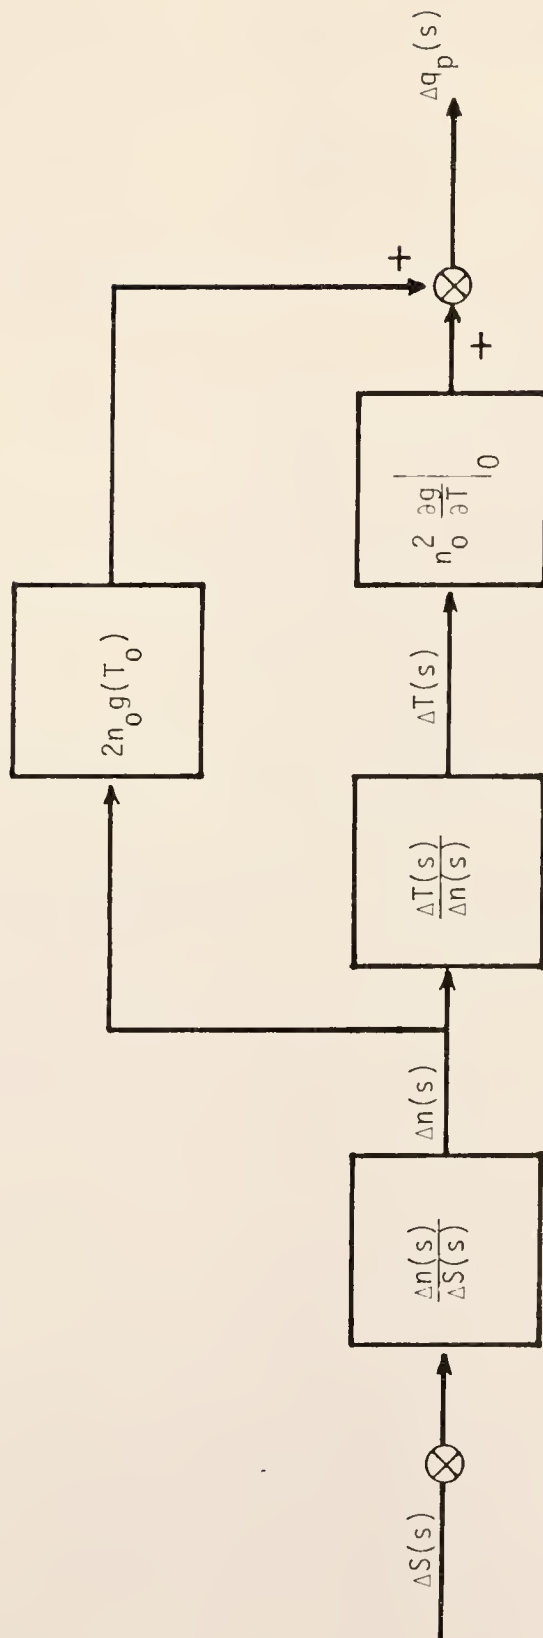 ΔS(s)
Δn(s)
ΔS(s)
Δn(s)
2n_o g(T_o)
ΔT(s)
Δn(s)
ΔT(s)
n_o^2 ∂g/∂T |_0
+
+
Δq_p(s)